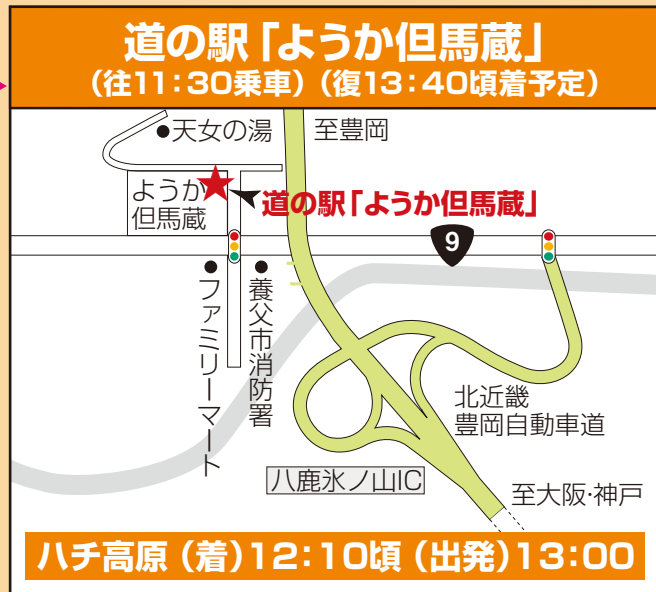 道の駅「ようか但馬蔵」
（往11：30乗車）（復13：40頃着予定）
●天女の湯
至豊岡
ようか
但馬蔵
道の駅「ようか但馬蔵」
9
●ファミリーマート
●養父市消防署
北近畿
豊岡自動車道
八鹿氷ノ山IC
至大阪・神戸
ハチ高原（着）12：10頃（出発）13：00